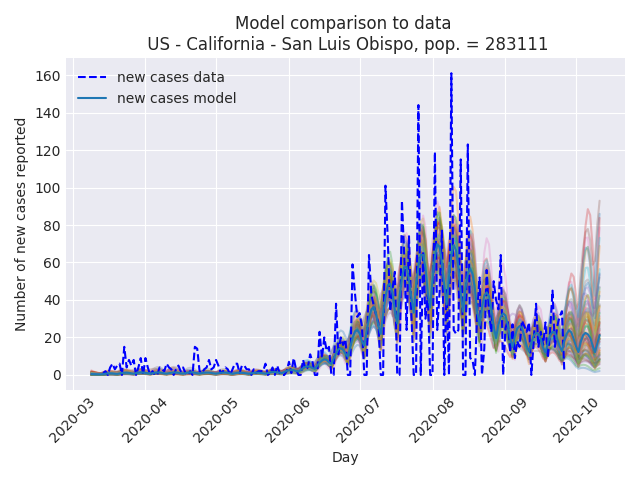 Model comparison to data
US - California - San Luis Obispo, pop. = 283111
new cases data
new cases model
Number of new cases reported
160
140
120
100
80
60
40
20
0
2020-03
2020-04
2020-05
2020-06
2020-07
2020-08
2020-09
2020-10
Day